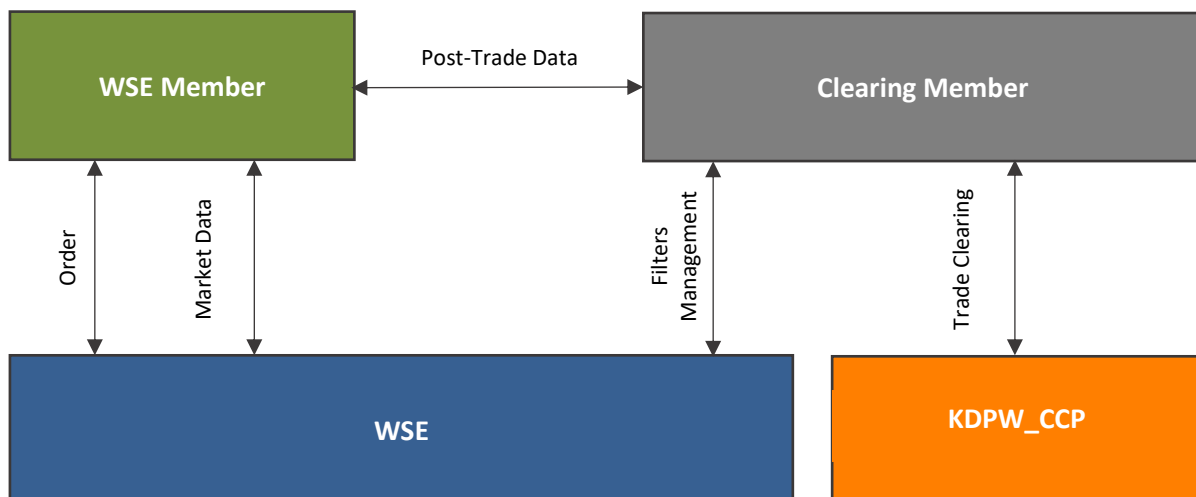 Post-Trade Data
WSE Member
Clearing Member
Order
Market Data
Filters
Management
Trade Clearing
WSE
KDPW_CCP